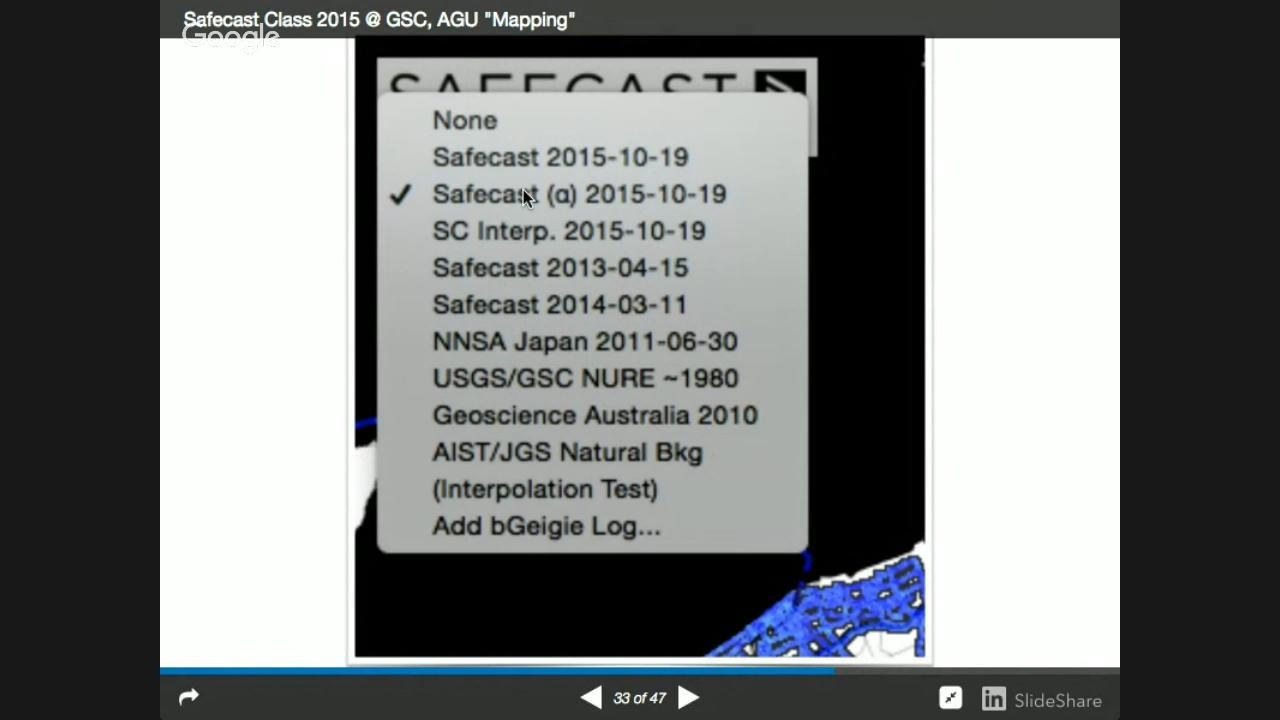 Safecast Class 2015 @ GSC, AGU "Mapping"
Google
SAFECAST
None
Safecast 2015-10-19
✓ Safecast (α) 2015-10-19
SC Interp. 2015-10-19
Safecast 2013-04-15
Safecast 2014-03-11
NNSA Japan 2011-06-30
USGS/GSC NURE ~1980
Geoscience Australia 2010
AIST/JGS Natural Bkg
(Interpolation Test)
Add bGeigie Log...
33 of 47
in SlideShare